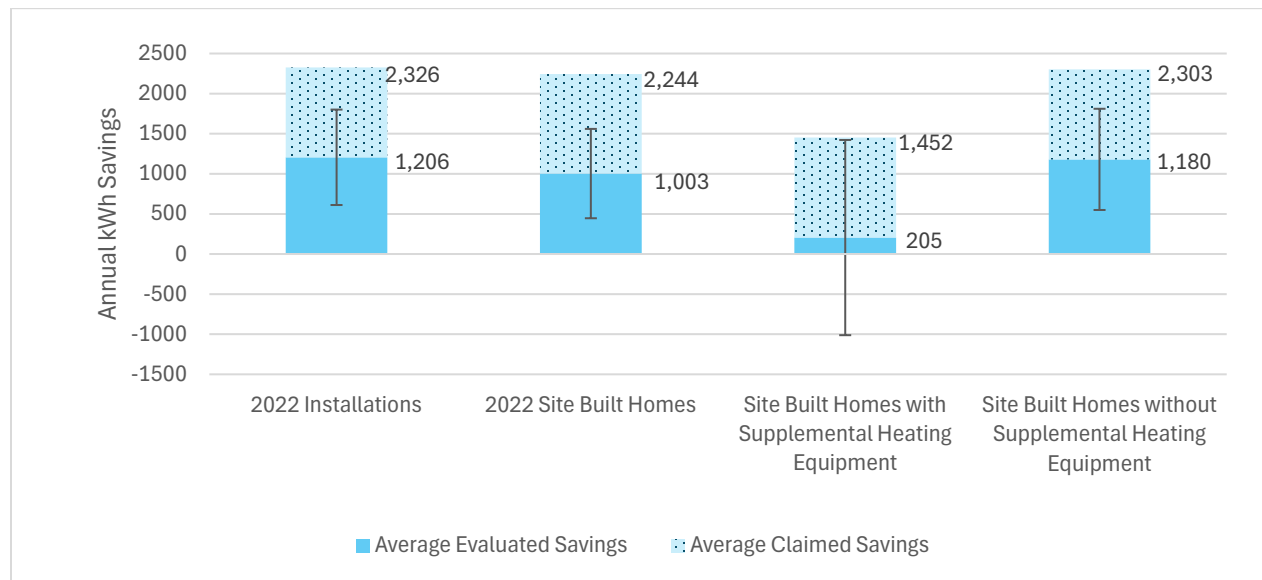 2500
2000
1500
1000
500
0
-500
-1000
-1500
Annual kWh Savings
2,326
1,206
2,244
1,003
1,452
205
2,303
1,180
2022 Installations
2022 Site Built Homes
Site Built Homes with
Supplemental Heating
Equipment
Site Built Homes without
Supplemental Heating
Equipment
Average Evaluated Savings
Average Claimed Savings